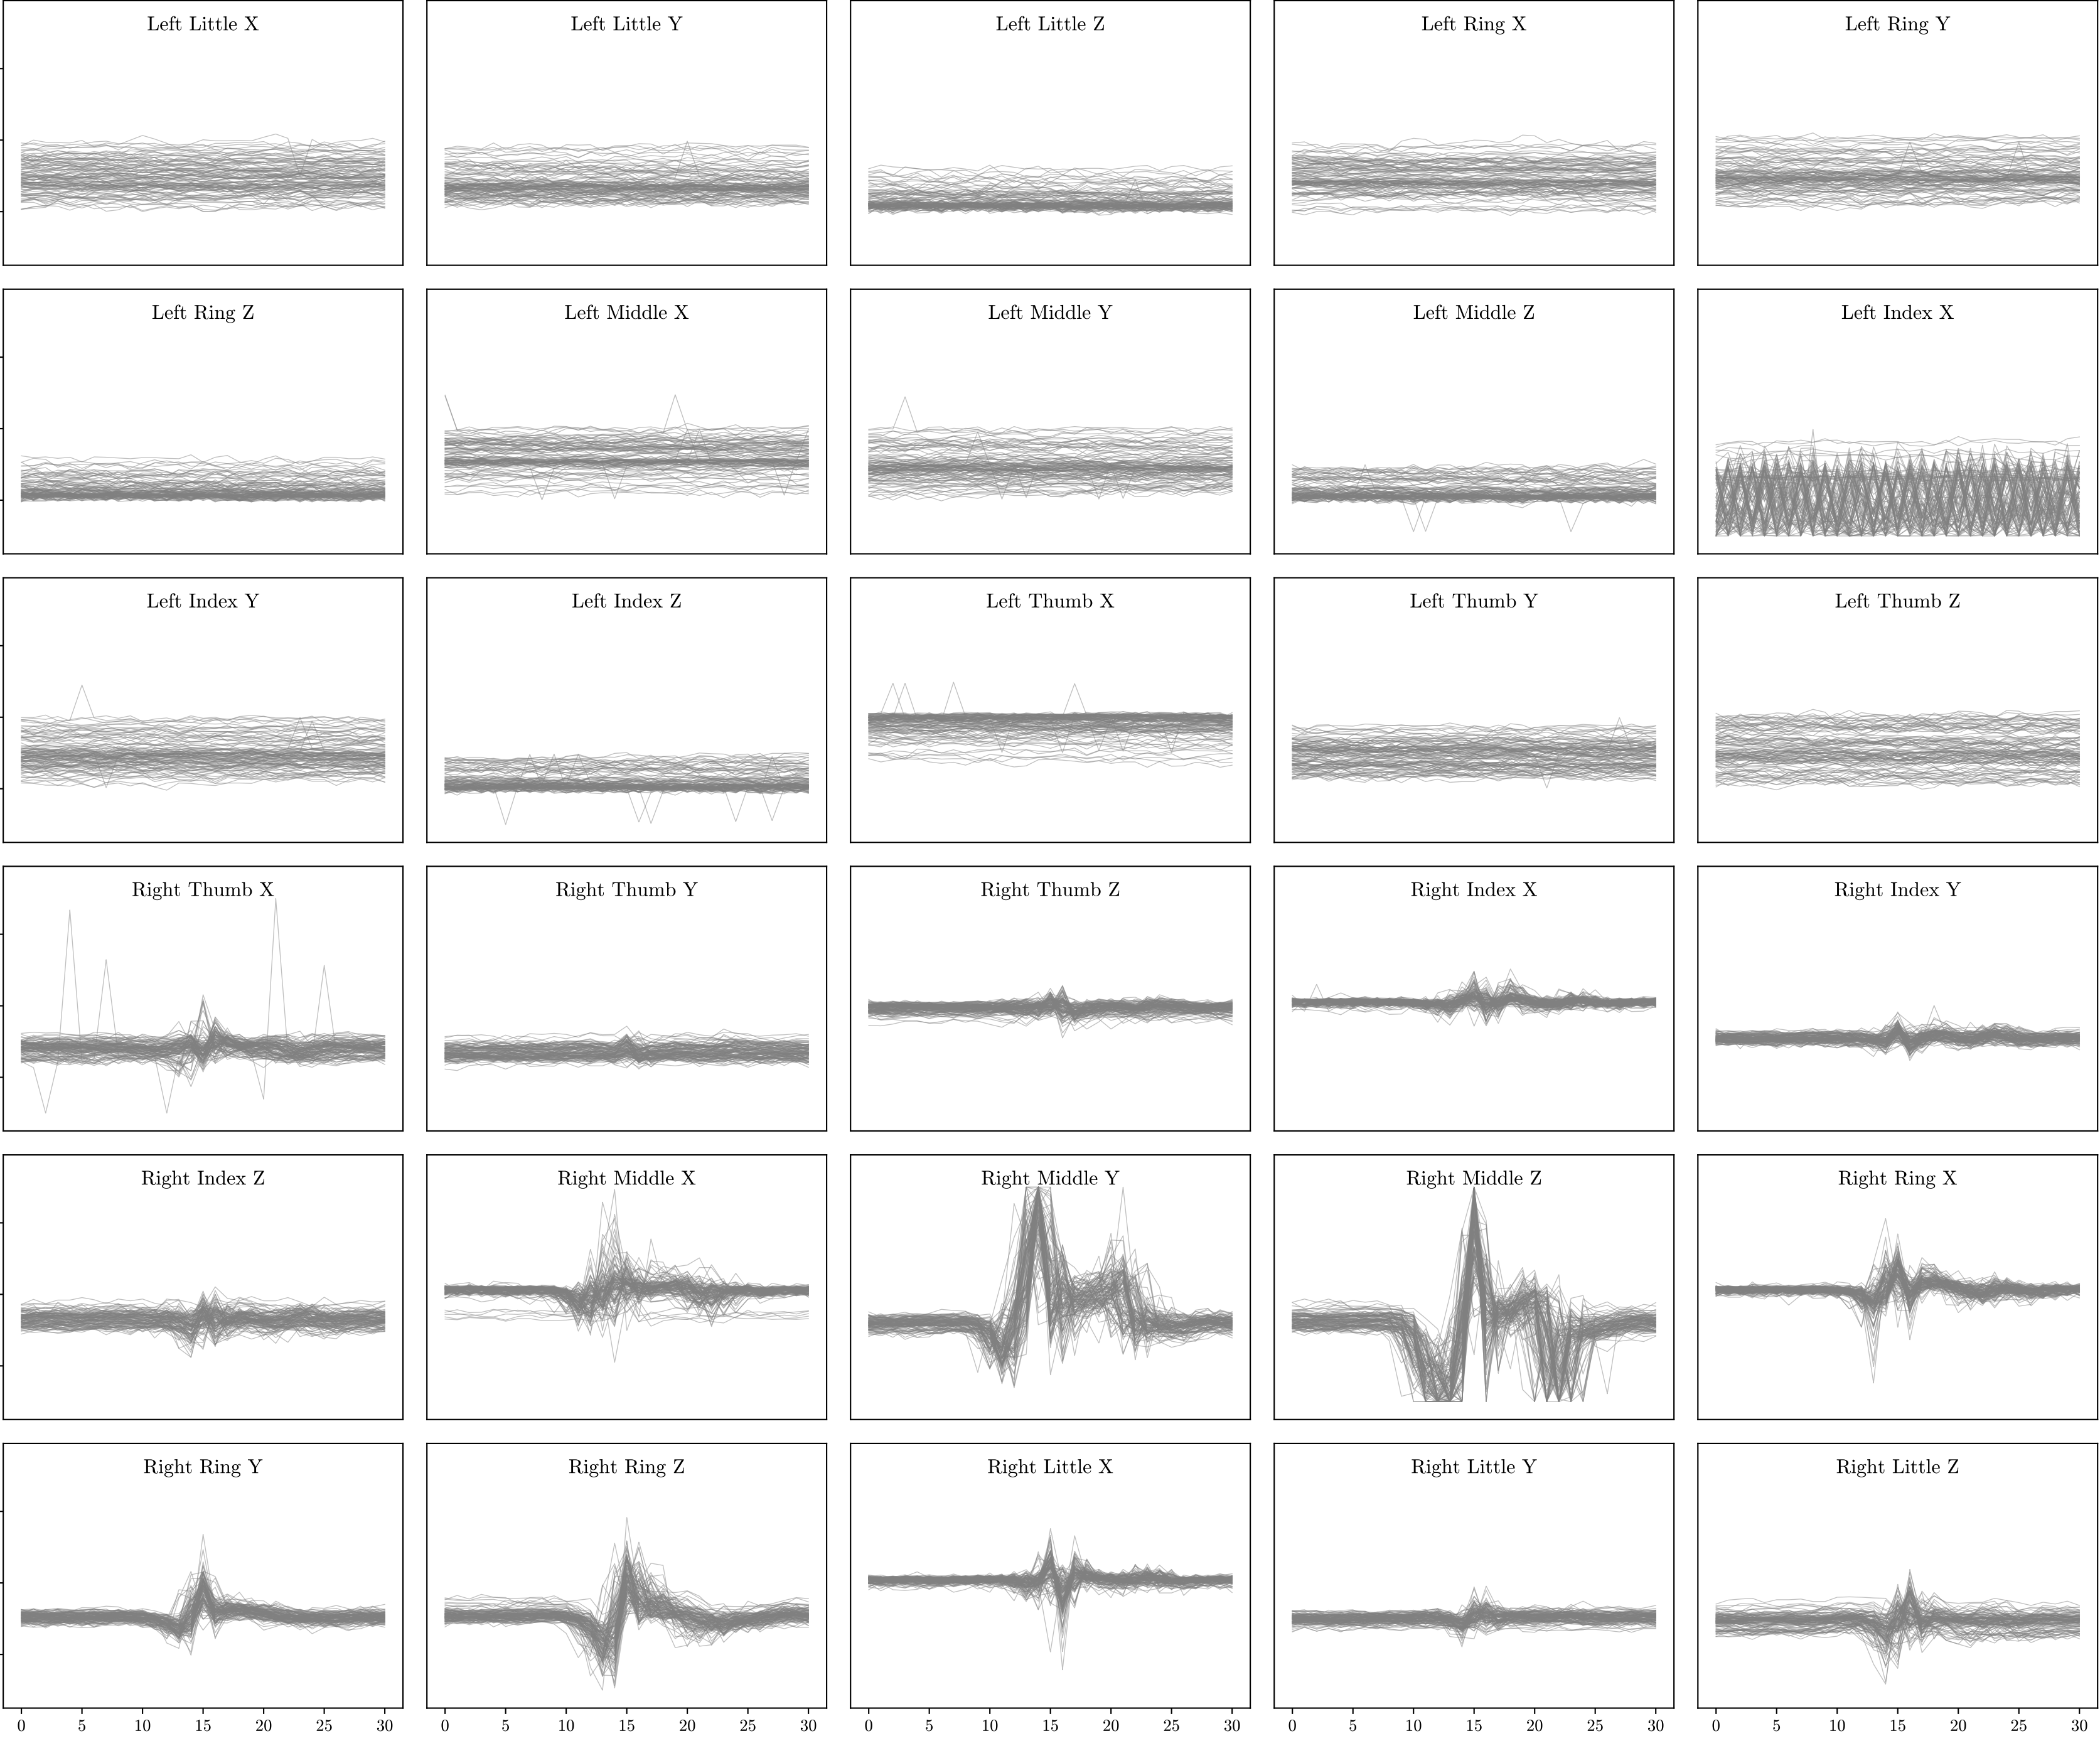 Left Little X
Left Little Y
Left Little Z
Left Ring X
Left Ring Y
Left Ring Z
Left Middle X
Left Middle Y
Left Middle Z
Left Index X
Left Index Y
Left Index Z
Left Thumb X
Left Thumb Y
Left Thumb Z
Right Thumb X
Right Thumb Y
Right Thumb Z
Right Index X
Right Index Y
Right Index Z
Right Middle X
Right Middle Y
Right Middle Z
Right Ring X
Right Ring Y
Right Ring Z
Right Little X
Right Little Y
Right Little Z
0 5 10 15 20 25 30
0 5 10 15 20 25 30
0 5 10 15 20 25 30
0 5 10 15 20 25 30
0 5 10 15 20 25 30